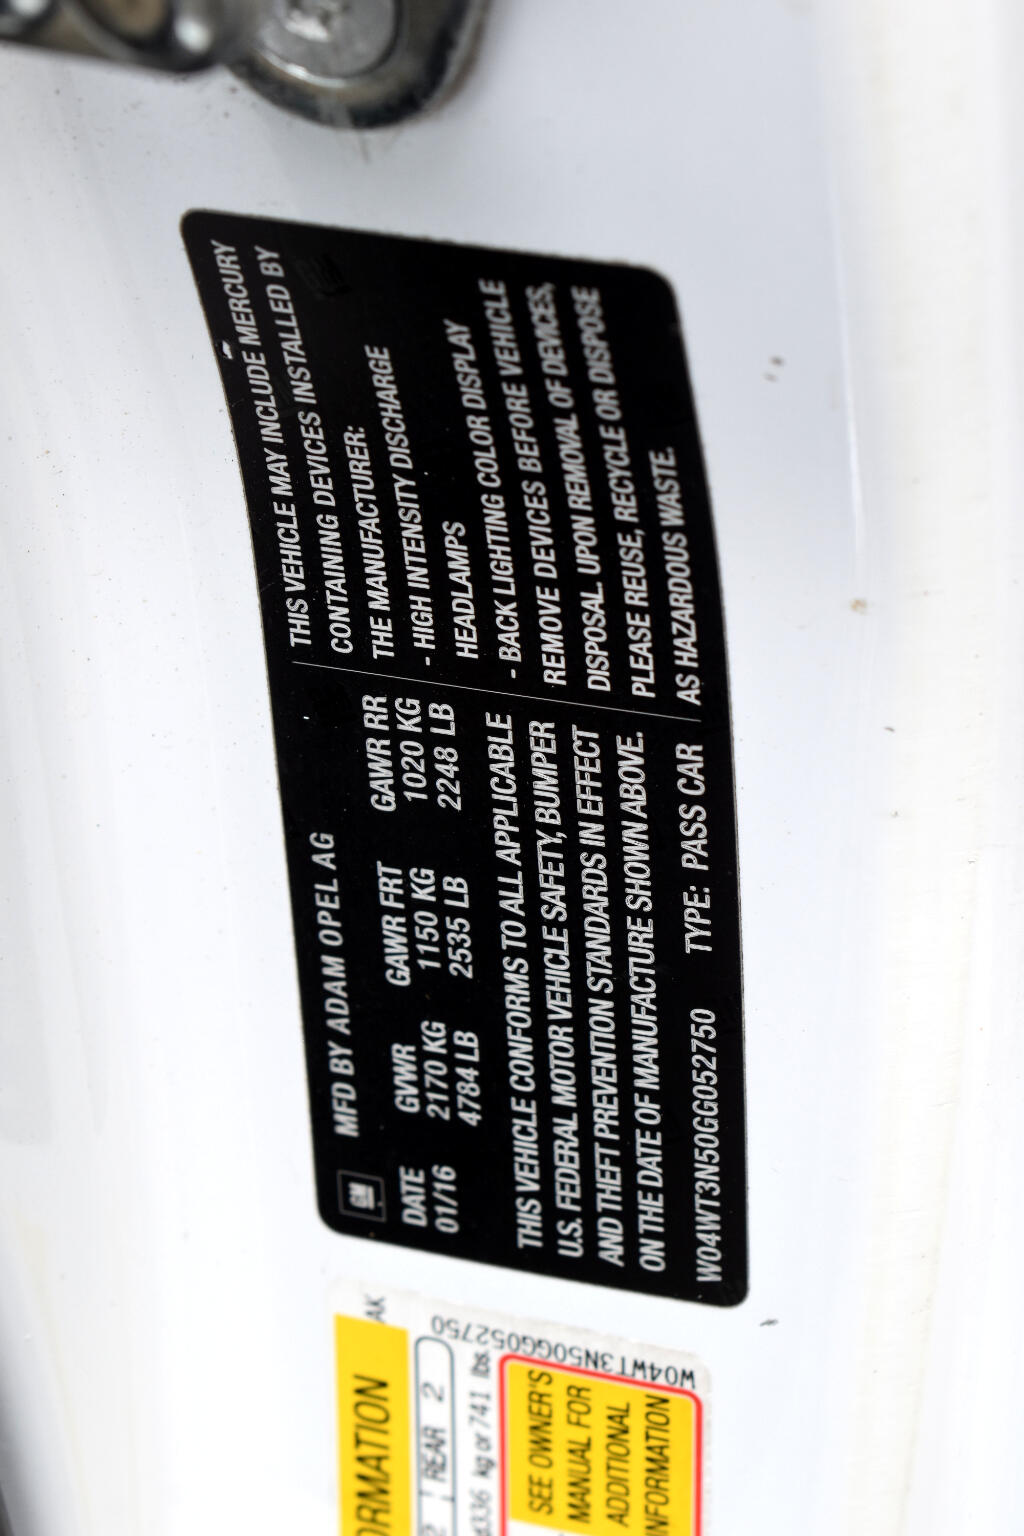 GM
MFD BY ADAM OPEL AG
DATE GVWR GAWR FRT GAWR RR
01/16 2170 KG 1150 KG 1020 KG
4784 LB 2535 LB 2248 LB
THIS VEHICLE CONFORMS TO ALL APPLICABLE
U.S. FEDERAL MOTOR VEHICLE SAFETY, BUMPER
AND THEFT PREVENTION STANDARDS IN EFFECT
ON THE DATE OF MANUFACTURE SHOWN ABOVE.
W04WT3N50GG052750 TYPE: PASS CAR
THIS VEHICLE MAY INCLUDE MERCURY
CONTAINING DEVICES INSTALLED BY
THE MANUFACTURER:
- HIGH INTENSITY DISCHARGE
HEADLAMPS
- BACK LIGHTING COLOR DISPLAY
REMOVE DEVICES BEFORE VEHICLE
DISPOSAL. UPON REMOVAL OF DEVICES,
PLEASE REUSE, RECYCLE OR DISPOSE
AS HAZARDOUS WASTE.
AK
ORMATION
2 REAR 2
336 kg or 741 lbs.
SEE OWNER'S
MANUAL FOR
ADDITIONAL
INFORMATION
W04WT3N50GG052750